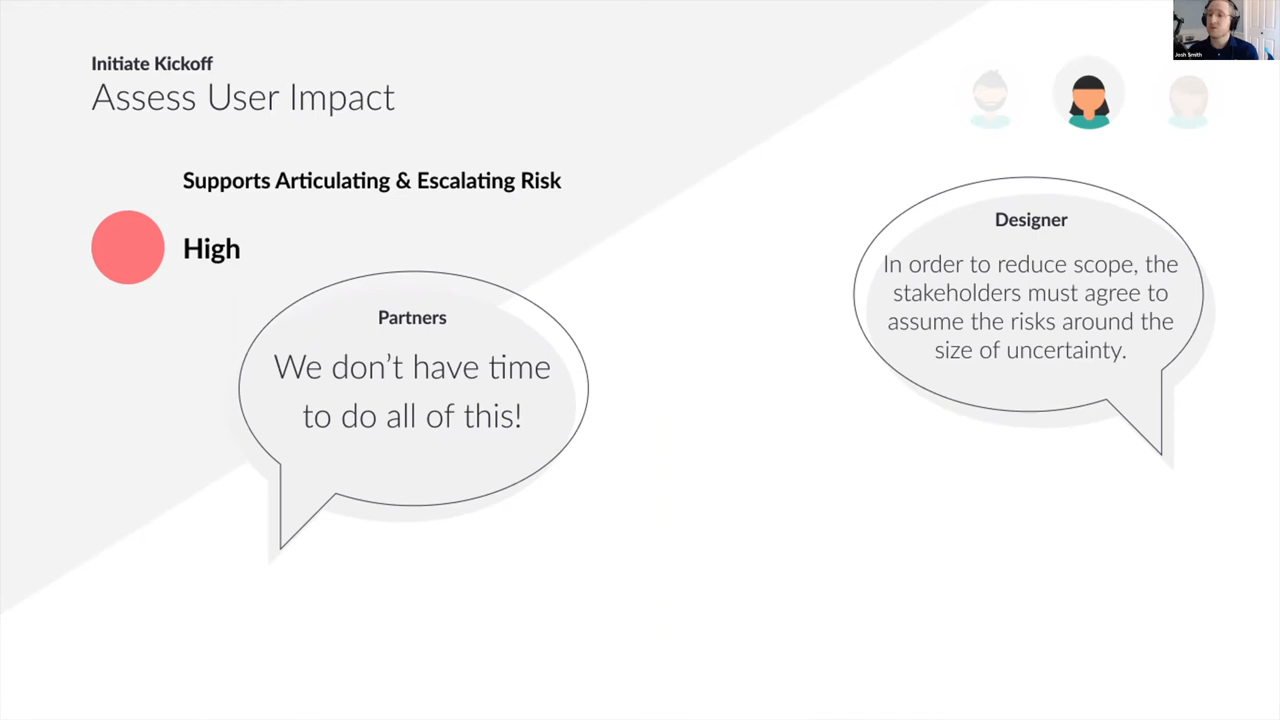 Initiate Kickoff
Assess User Impact
Supports Articulating & Escalating Risk
High
Partners
We don't have time
to do all of this!
Designer
In order to reduce scope, the
stakeholders must agree to
assume the risks around the
size of uncertainty.
Josh Smith